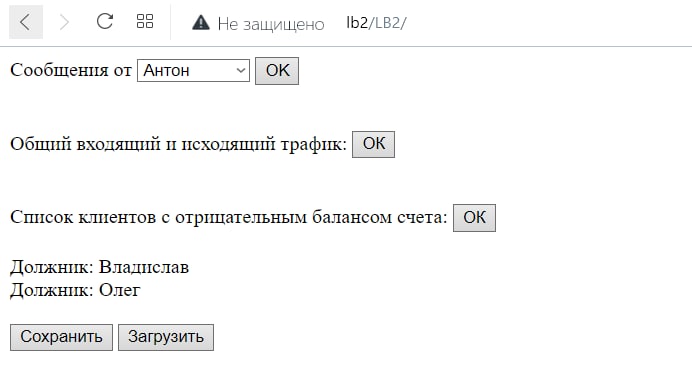 Не защищено lb2/LB2/
Сообщения от Антон OK
Общий входящий и исходящий трафик: OK
Список клиентов с отрицательным балансом счета: OK
Должник: Владислав
Должник: Олег
Сохранить Загрузить